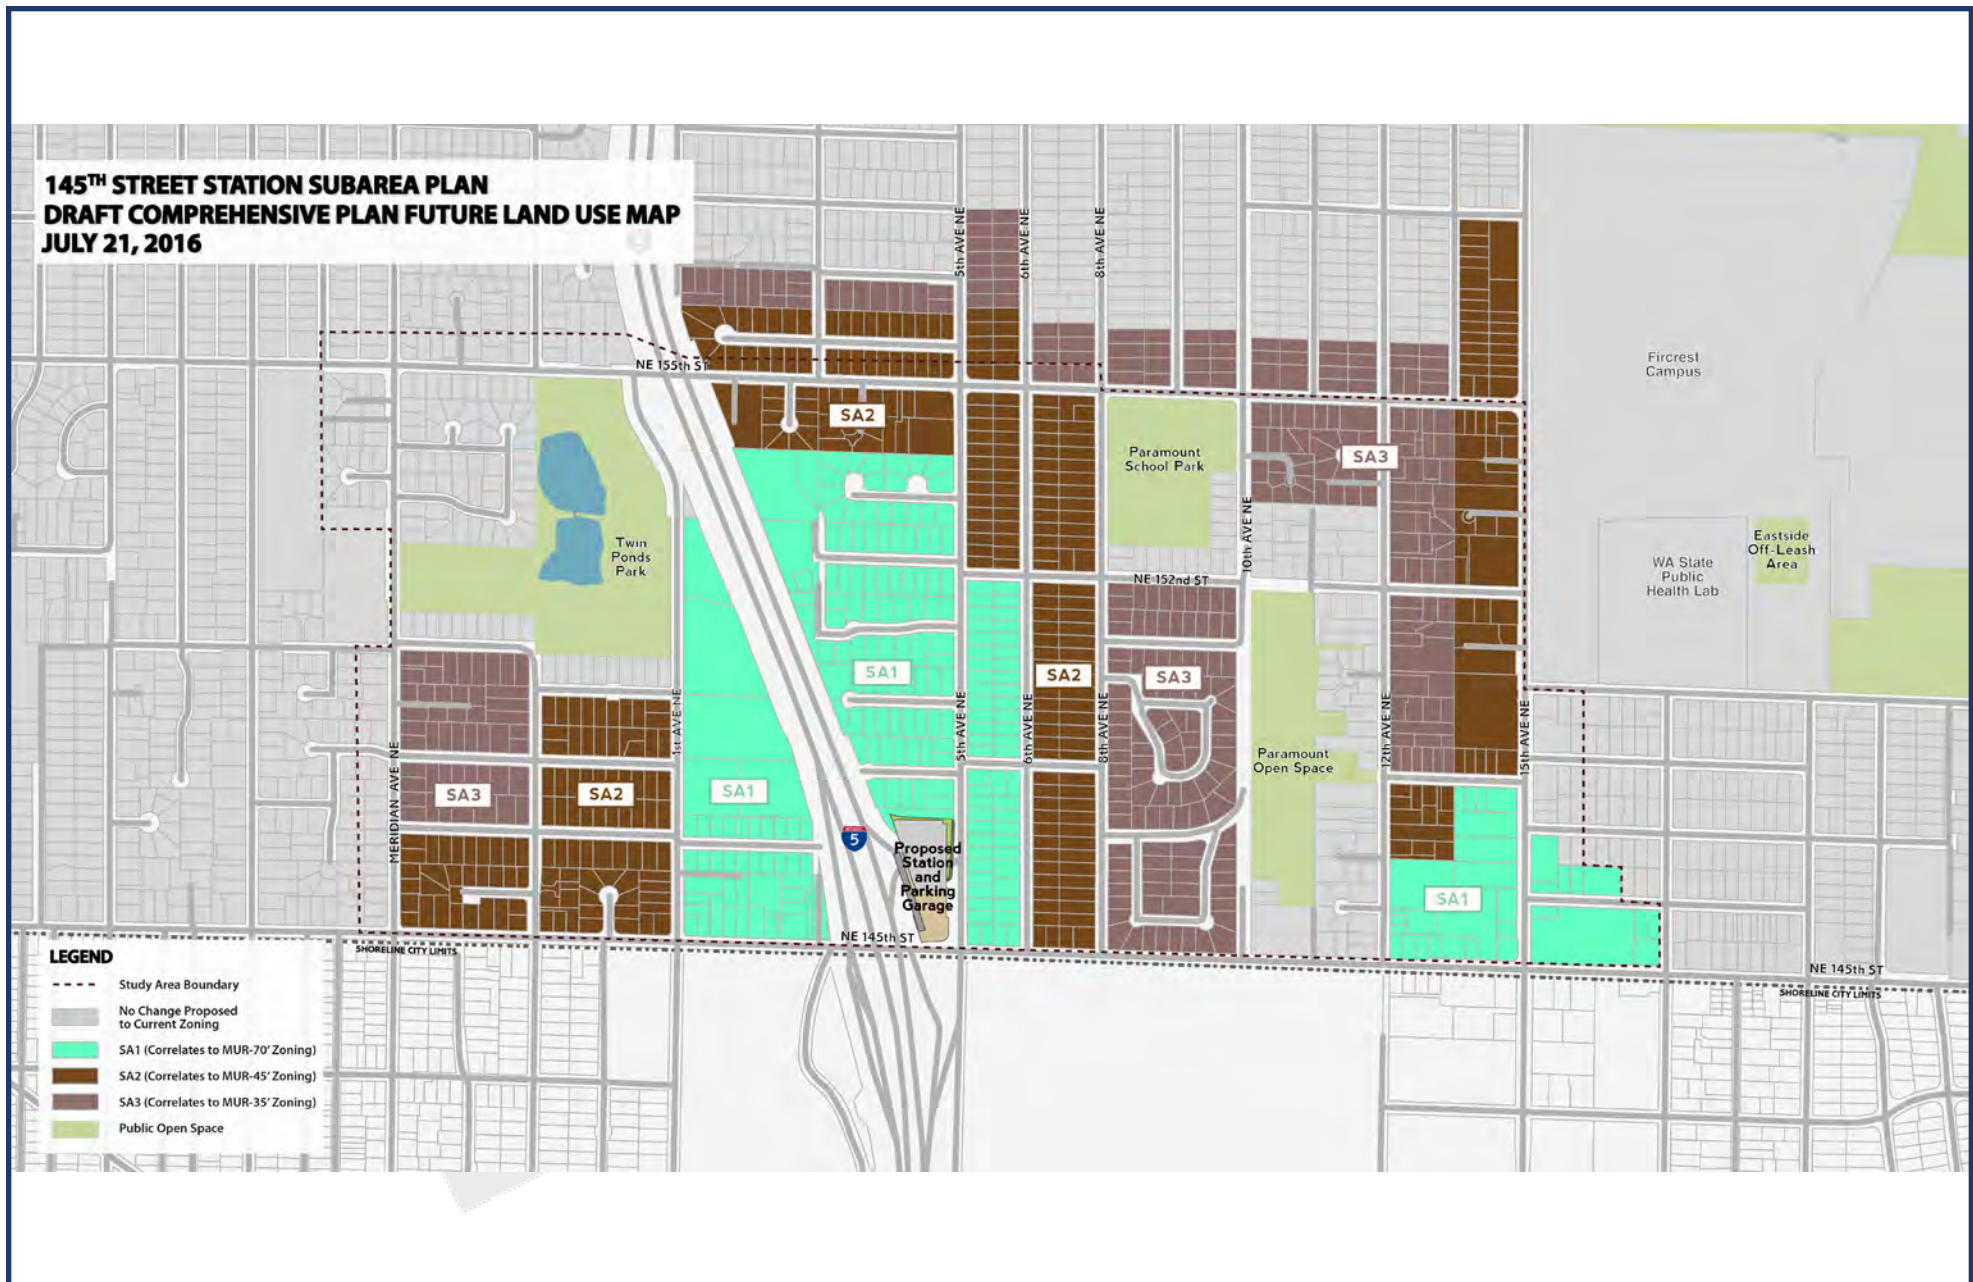 145TH STREET STATION SUBAREA PLAN
DRAFT COMPREHENSIVE PLAN FUTURE LAND USE MAP
JULY 21, 2016
5th AVE NE
6th AVE NE
8th AVE NE
NE 155th ST
Fircrest
Campus
SA2
Paramount
School Park
SA3
10th AVE NE
Twin
Ponds
Park
NE 152nd ST
Eastside
Off-Leash
Area
WA State
Public
Health Lab
SA1
SA2
SA3
1st AVE NE
5th AVE NE
6th AVE NE
8th AVE NE
12th AVE NE
15th AVE NE
MERIDIAN AVE NE
Paramount
Open Space
SA3
SA2
SA1
5
Proposed
Station
and
Parking
Garage
SA1
NE 145th ST
SHORELINE CITY LIMITS
NE 145th ST
SHORELINE CITY LIMITS
LEGEND
Study Area Boundary
No Change Proposed
to Current Zoning
SA1 (Correlates to MUR-70' Zoning)
SA2 (Correlates to MUR-45' Zoning)
SA3 (Correlates to MUR-35' Zoning)
Public Open Space